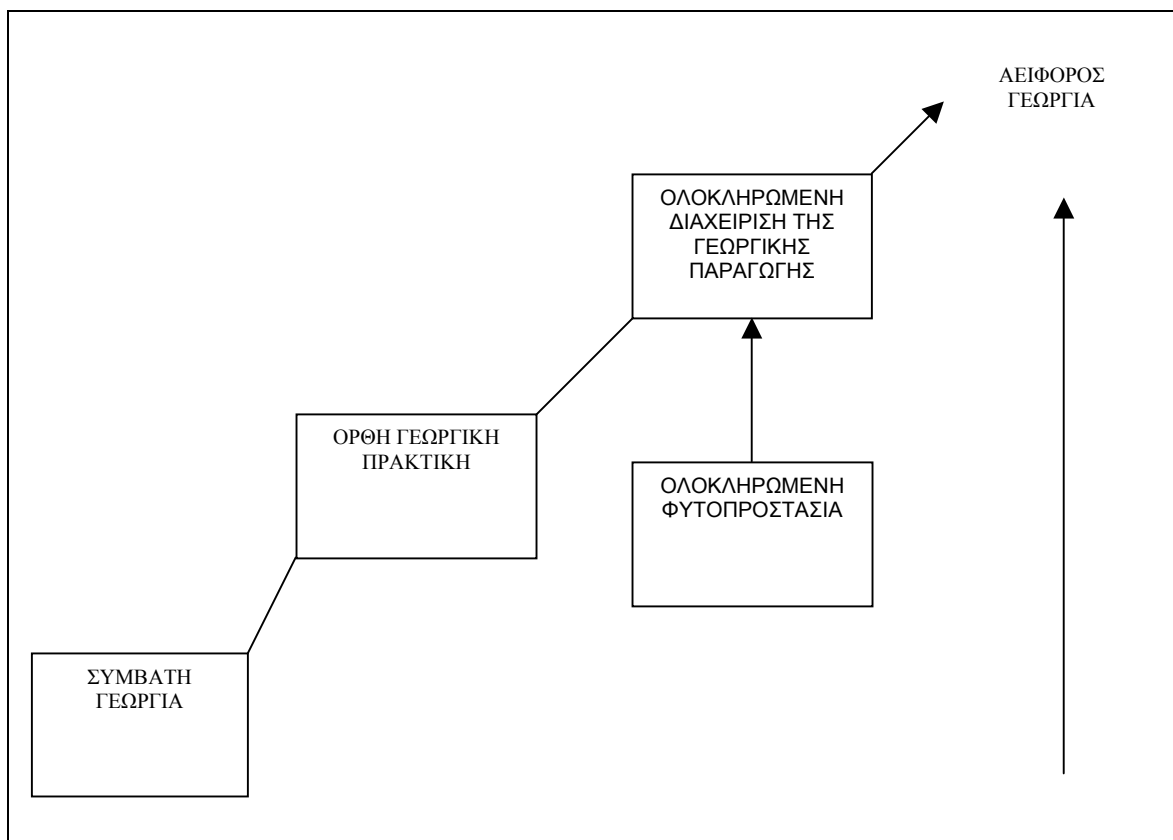 ΑΕΙΦΟΡΟΣ
ΓΕΩΡΓΙΑ
ΟΛΟΚΛΗΡΩΜΕΝΗ
ΔΙΑΧΕΙΡΙΣΗ ΤΗΣ
ΓΕΩΡΓΙΚΗΣ
ΠΑΡΑΓΩΓΗΣ
ΟΡΘΗ ΓΕΩΡΓΙΚΗ
ΠΡΑΚΤΙΚΗ
ΟΛΟΚΛΗΡΩΜΕΝΗ
ΦΥΤΟΠΡΟΣΤΑΣΙΑ
ΣΥΜΒΑΤΗ
ΓΕΩΡΓΙΑ